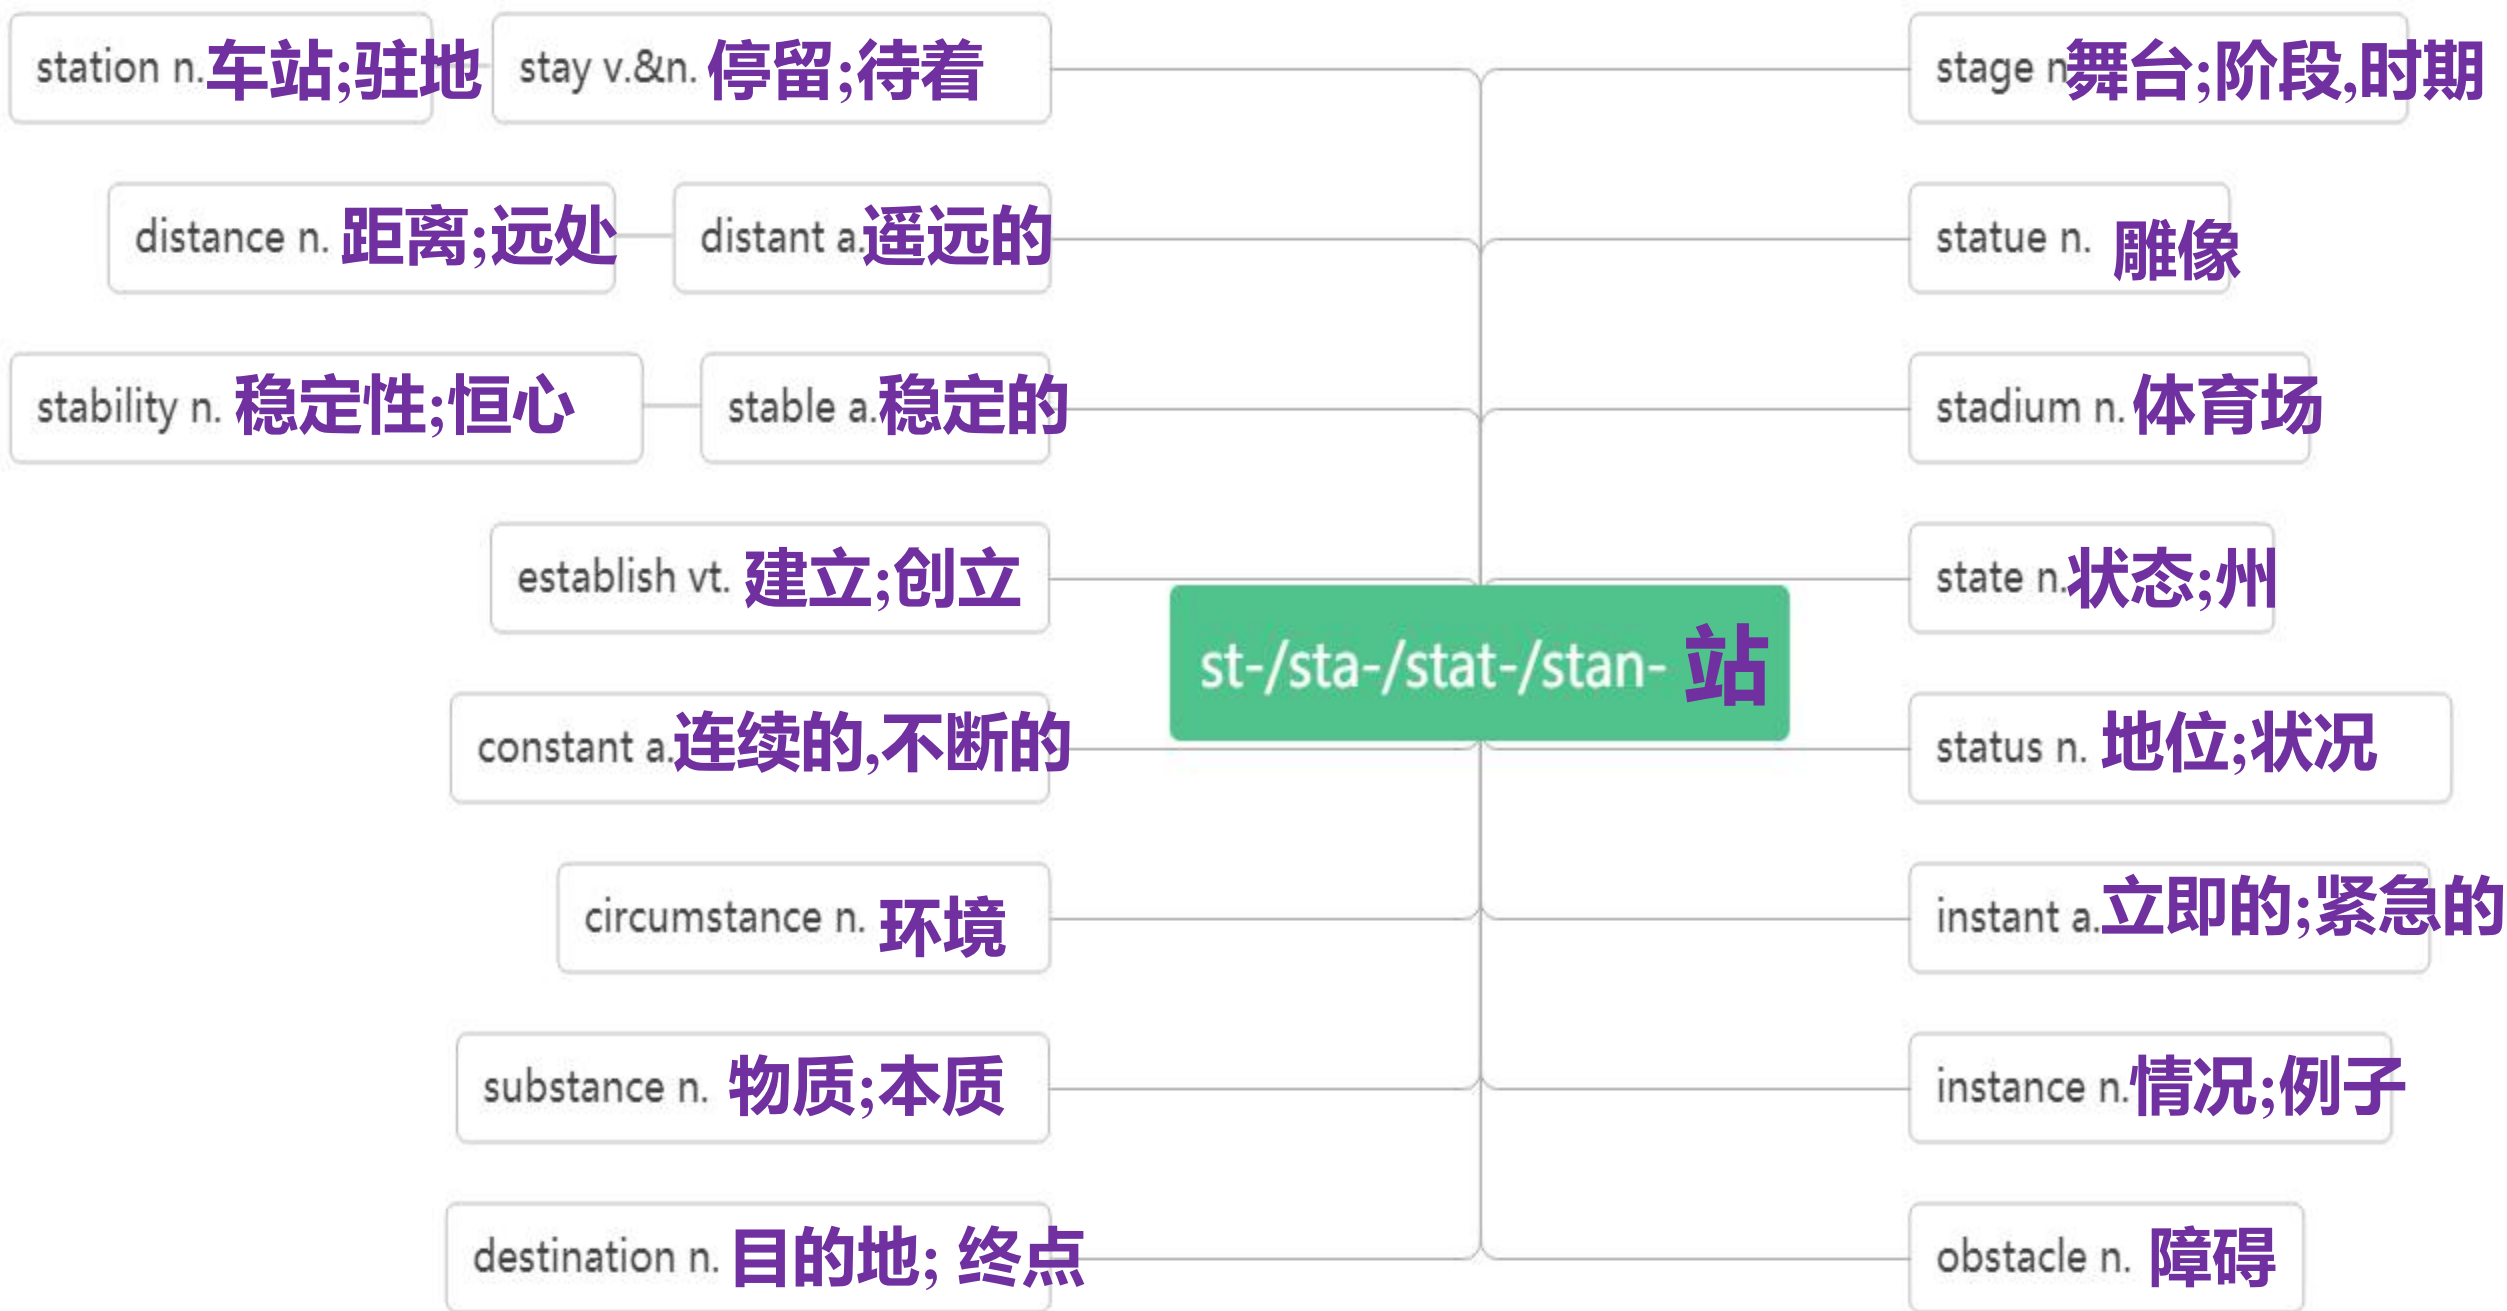 station n.车站;驻地
stay v.&n. 停留;待着
distance n. 距离;远处
distant a.遥远的
stability n. 稳定性;恒心
stable a.稳定的
establish vt. 建立;创立
constant a.连续的,不断的
circumstance n. 环境
substance n. 物质;本质
destination n. 目的地; 终点
st-/sta-/stat-/stan- 站
stage n舞台;阶段,时期
statue n. 雕像
stadium n. 体育场
state n.状态;州
status n. 地位;状况
instant a.立即的;紧急的
instance n.情况;例子
obstacle n. 障碍